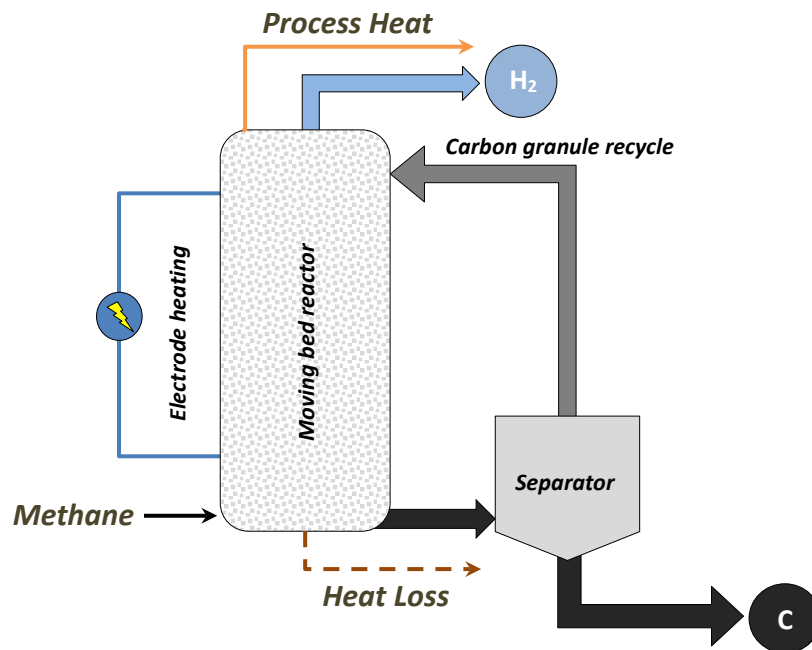 Process Heat
H₂
Carbon granule recycle
Electrode heating
Moving bed reactor
Separator
Methane
Heat Loss
C